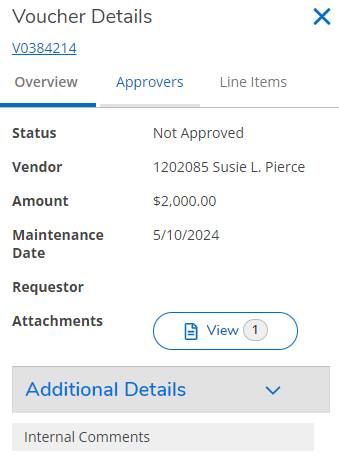 Voucher Details
V0384214
Overview Approvers Line Items
Status Not Approved
Vendor 1202085 Susie L. Pierce
Amount $2,000.00
Maintenance Date 5/10/2024
Requestor
Attachments View 1
Additional Details
Internal Comments